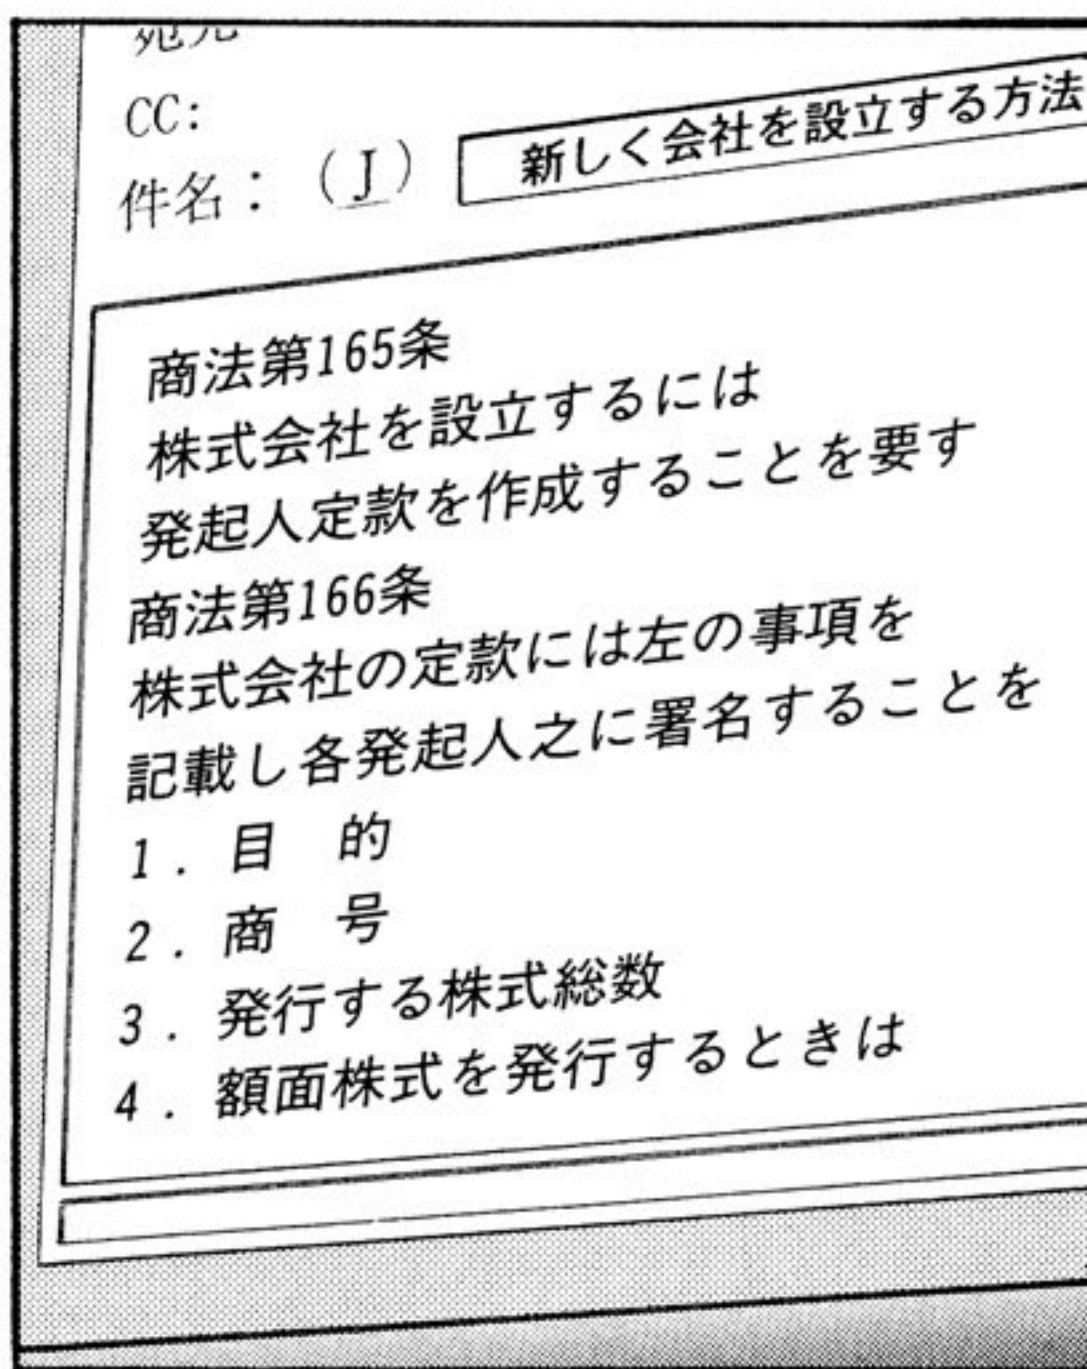 宛先
CC:
件名：（J） 新しく会社を設立する方法
商法第165条
株式会社を設立するには
発起人定款を作成することを要す
商法第166条
株式会社の定款には左の事項を
記載し各発起人之に署名することを
1．目　的
2．商　号
3．発行する株式総数
4．額面株式を発行するときは